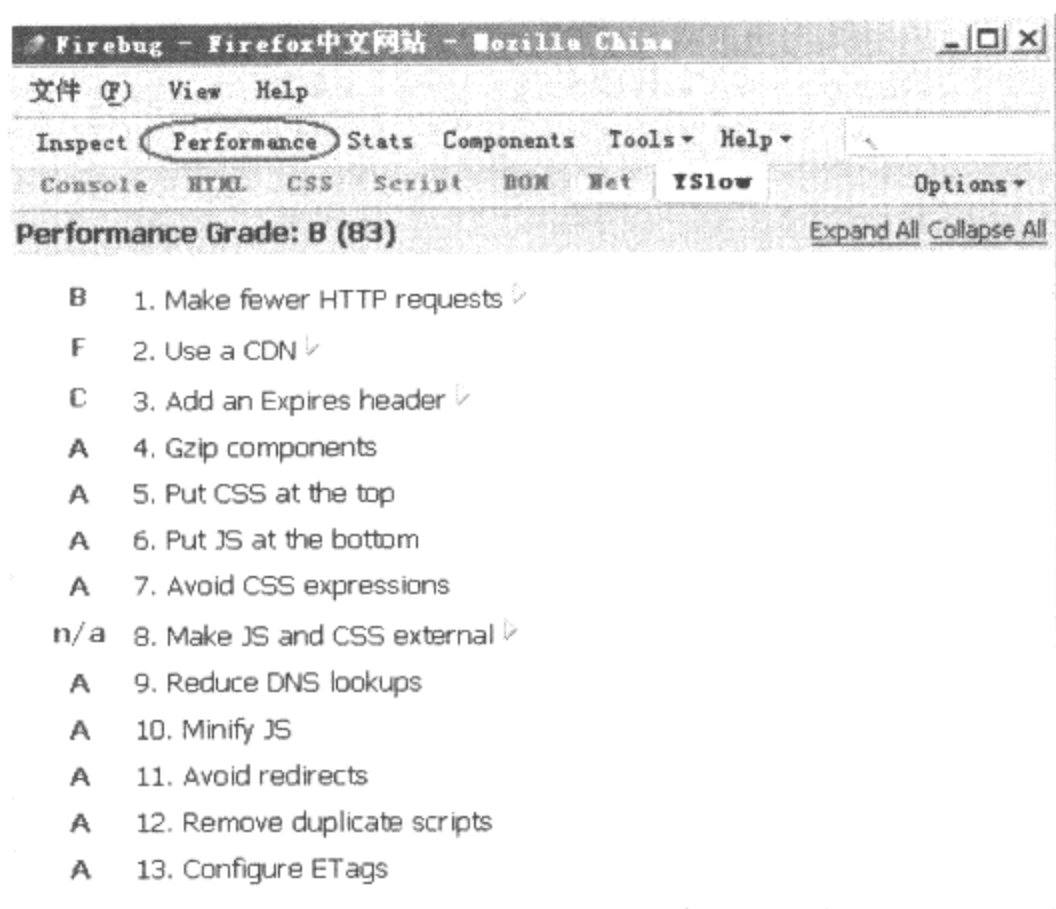 Firebug - Firefox中文网站 - Mozilla China
文件 (F) View Help
Inspect Performance Stats Components Tools Help
Console HTML CSS Script DOM Net YSlow Options
Performance Grade: B (83) Expand All Collapse All
B 1. Make fewer HTTP requests
F 2. Use a CDN
C 3. Add an Expires header
A 4. Gzip components
A 5. Put CSS at the top
A 6. Put JS at the bottom
A 7. Avoid CSS expressions
n/a 8. Make JS and CSS external
A 9. Reduce DNS lookups
A 10. Minify JS
A 11. Avoid redirects
A 12. Remove duplicate scripts
A 13. Configure ETags